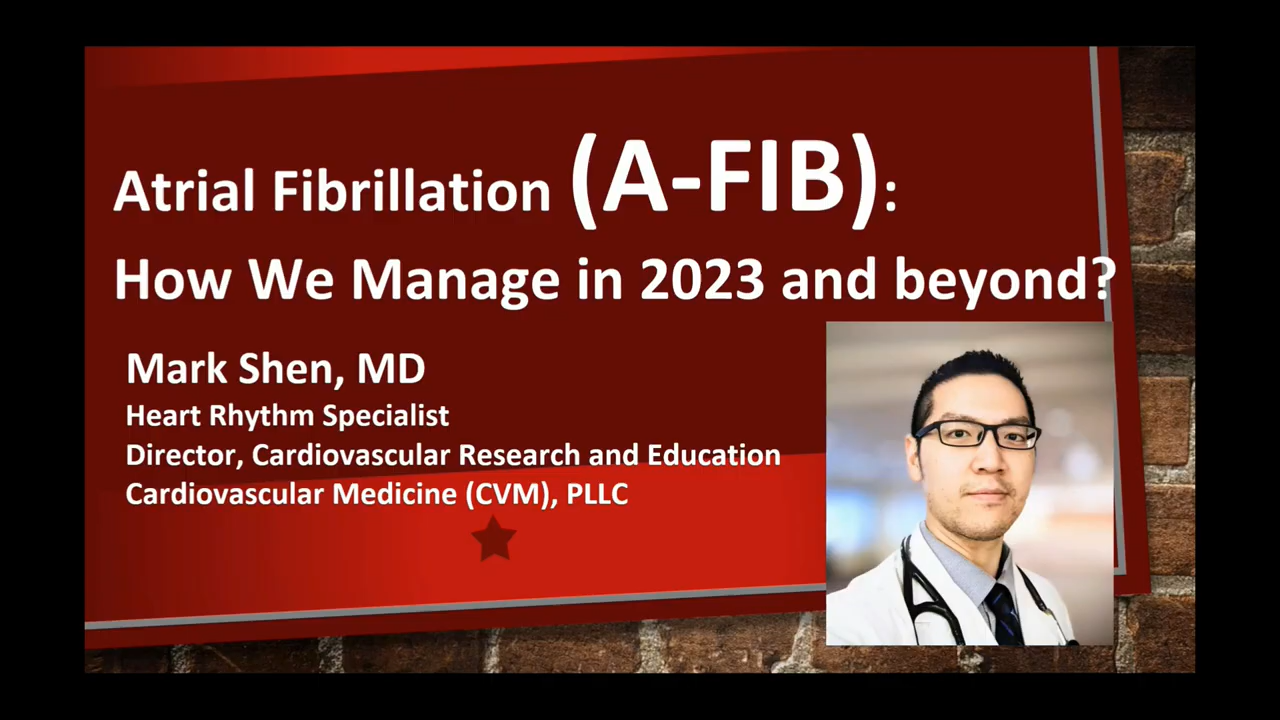 Atrial Fibrillation (A-FIB):
How We Manage in 2023 and beyond?
Mark Shen, MD
Heart Rhythm Specialist
Director, Cardiovascular Research and Education
Cardiovascular Medicine (CVM), PLLC